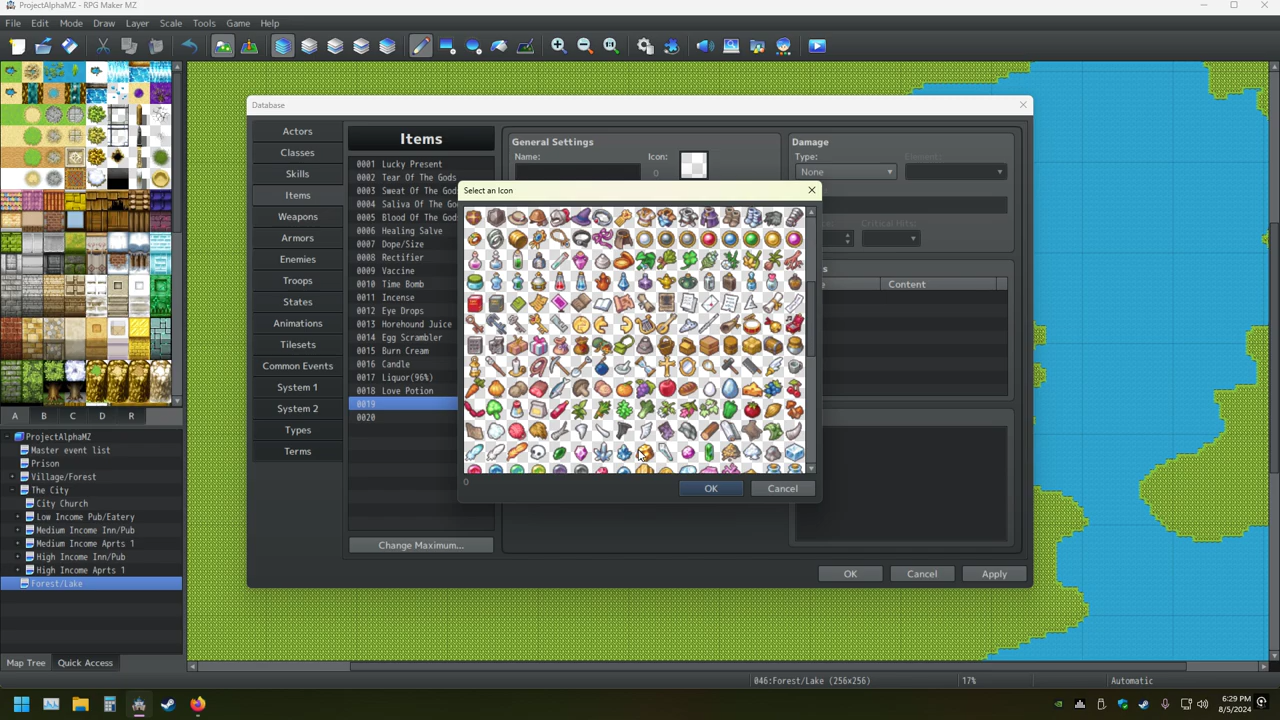 ProjectAlphaMZ - RPG Maker MZ
File Edit Mode Draw Layer Scale Tools Game Help
Database
Actors
Classes
Skills
Items
Weapons
Armors
Enemies
Troops
States
Animations
Tilesets
Common Events
System 1
System 2
Types
Terms
Items
0001 Lucky Present
0002 Tear Of The Gods
0003 Sweat Of The God
0004 Saliva Of The God
0005 Blood Of The God
0006 Healing Salve
0007 Dope/Size
0008 Rectifier
0009 Vaccine
0010 Time Bomb
0011 Incense
0012 Eye Drops
0013 Horehound Juice
0014 Egg Scrambler
0015 Burn Cream
0016 Candle
0017 Liquor(96%)
0018 Love Potion
0019
0020
Change Maximum...
General Settings
Name:
Icon:
0
Damage
Type:
Element:
None
Content
Select an Icon
0
OK
Cancel
OK
Cancel
Apply
A B C D R
ProjectAlphaMZ
Master event list
Prison
Village/Forest
The City
City Church
Low Income Pub/Eatery
Medium Income Inn/Pub
Medium Income Aprts 1
High Income Inn/Pub
High Income Aprts 1
Forest/Lake
Map Tree
Quick Access
046:Forest/Lake (256x256)
17%
Automatic
6:29 PM
8/5/2024